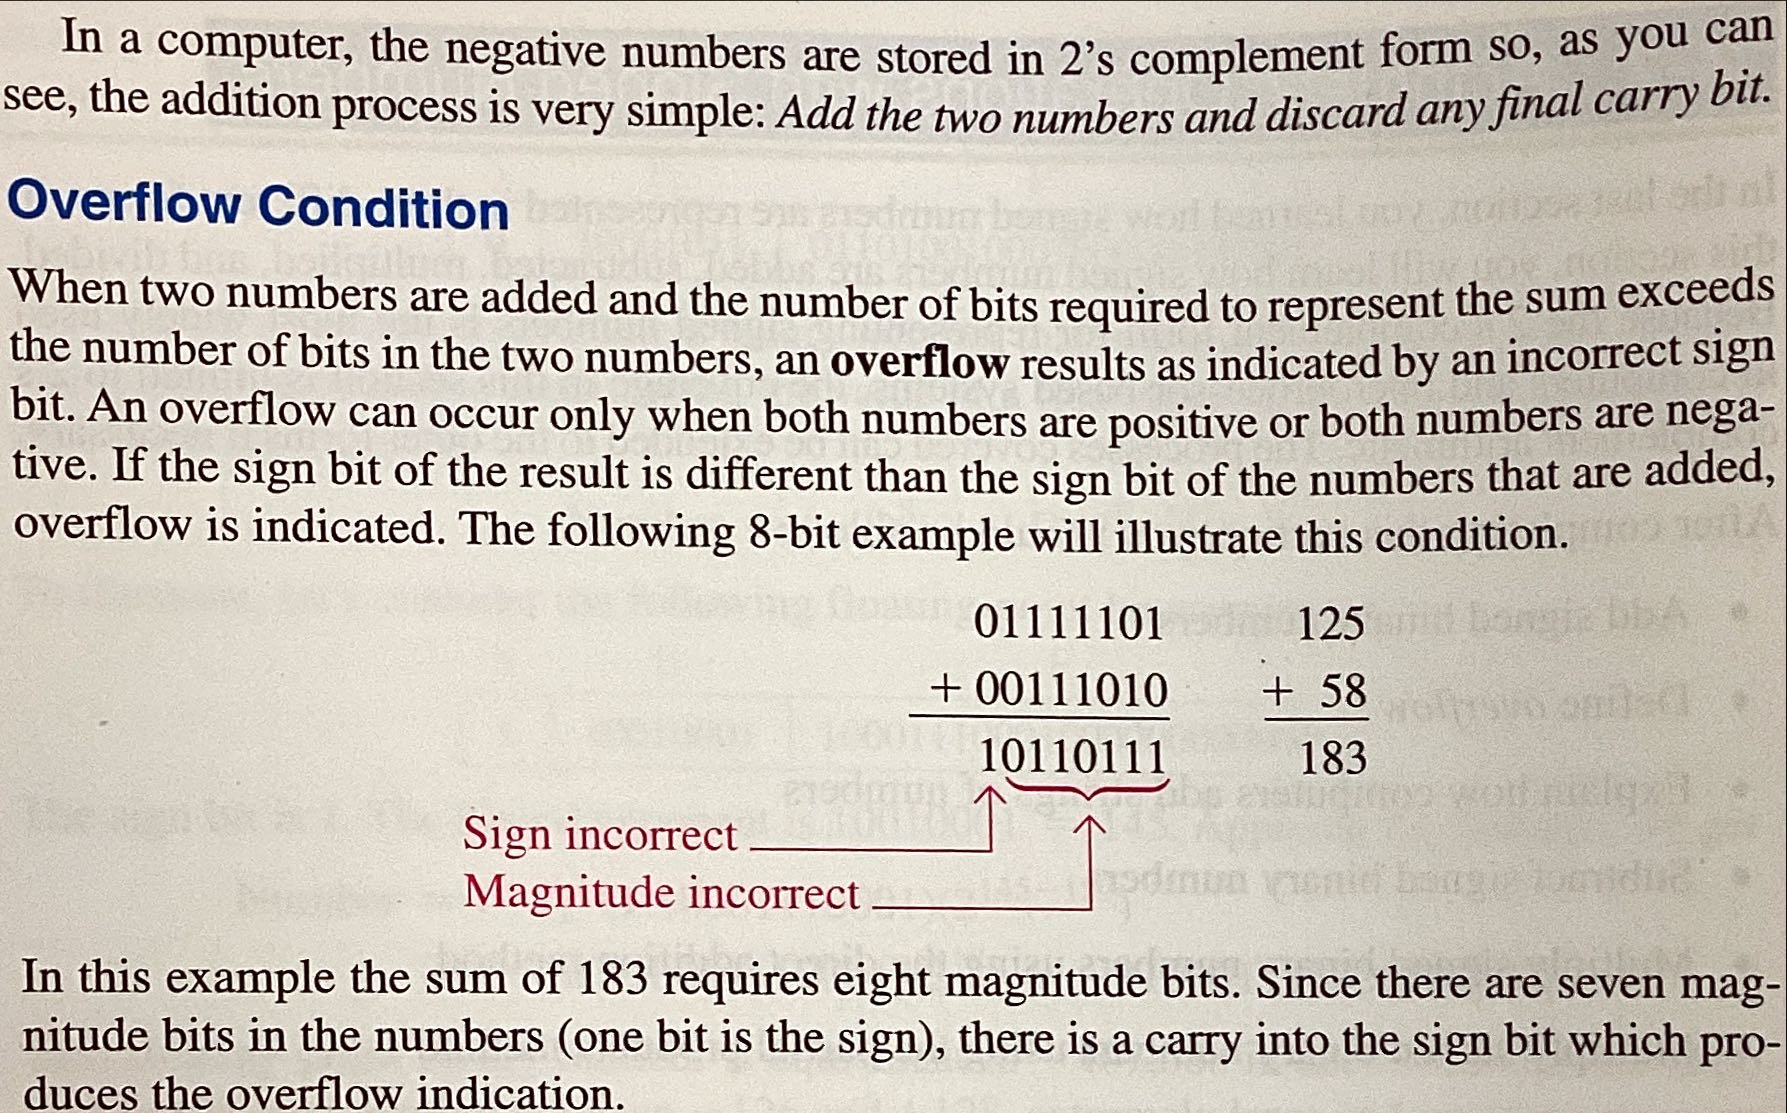 In a computer, the negative numbers are stored in 2's complement form so, as you can
see, the addition process is very simple: Add the two numbers and discard any final carry bit.
Overflow Condition
When two numbers are added and the number of bits required to represent the sum exceeds
the number of bits in the two numbers, an overflow results as indicated by an incorrect sign
bit. An overflow can occur only when both numbers are positive or both numbers are nega-
tive. If the sign bit of the result is different than the sign bit of the numbers that are added,
overflow is indicated. The following 8-bit example will illustrate this condition.
01111101 125
+ 00111010 + 58
10110111 183
Sign incorrect
Magnitude incorrect
In this example the sum of 183 requires eight magnitude bits. Since there are seven mag-
nitude bits in the numbers (one bit is the sign), there is a carry into the sign bit which pro-
duces the overflow indication.